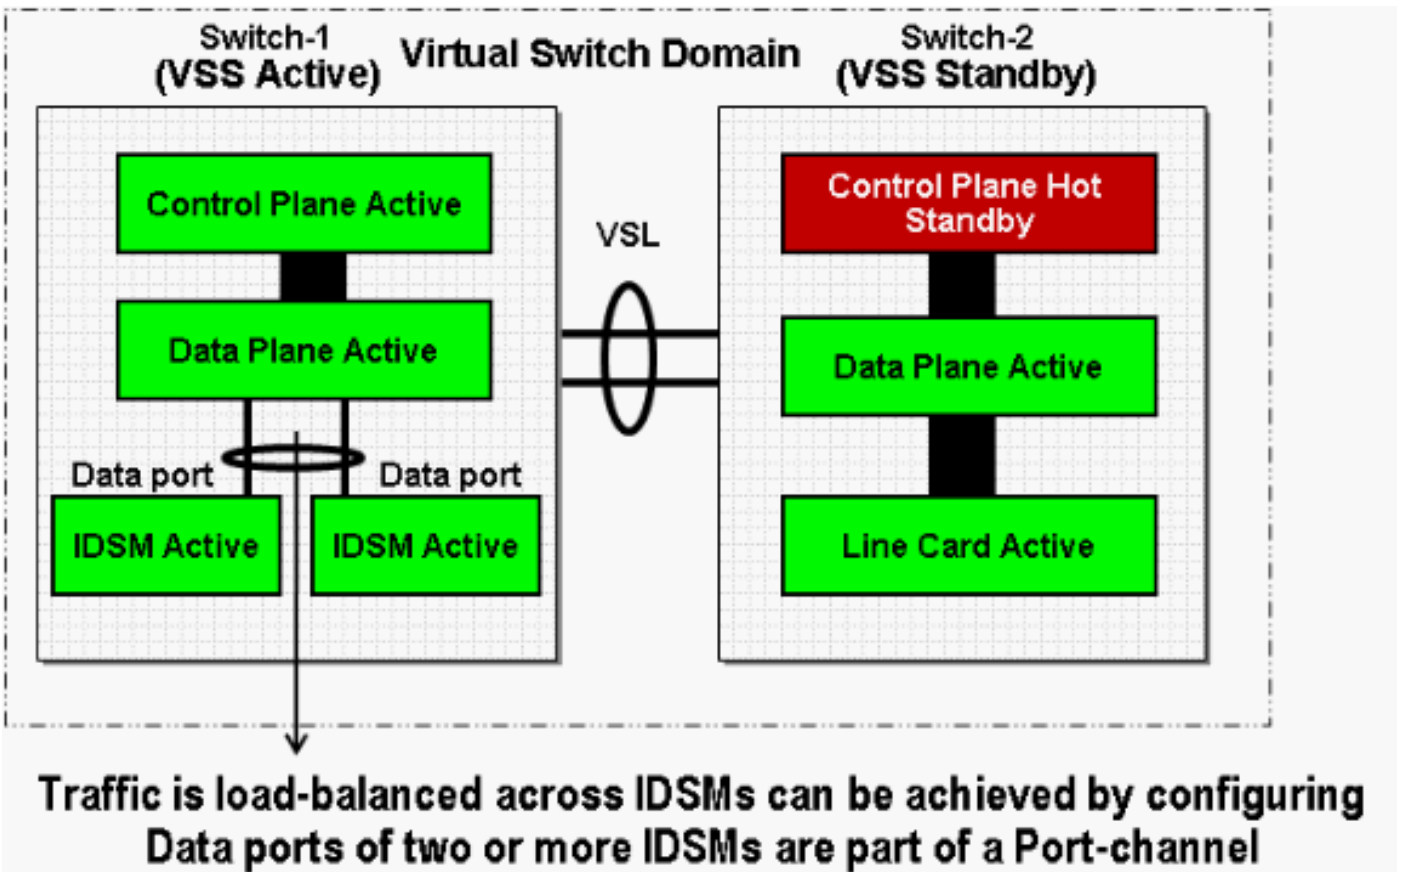 Switch-1
(VSS Active)
Virtual Switch Domain
Switch-2
(VSS Standby)
Control Plane Active
Data Plane Active
Data port
Data port
IDSM Active
IDSM Active
VSL
Control Plane Hot
Standby
Data Plane Active
Line Card Active
Traffic is load-balanced across IDSMs can be achieved by configuring
Data ports of two or more IDSMs are part of a Port-channel